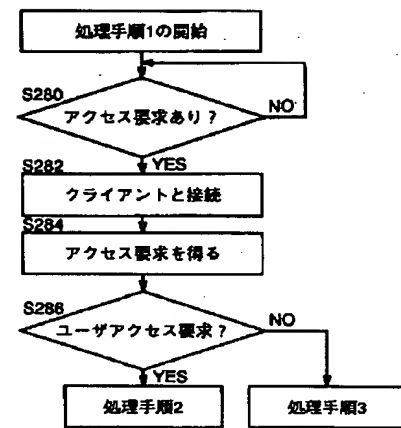 処理手順1の開始
S280
アクセス要求あり?
NO
YES
S282
クライアントと接続
S284
アクセス要求を得る
S286
ユーザアクセス要求?
NO
YES
処理手順2
処理手順3